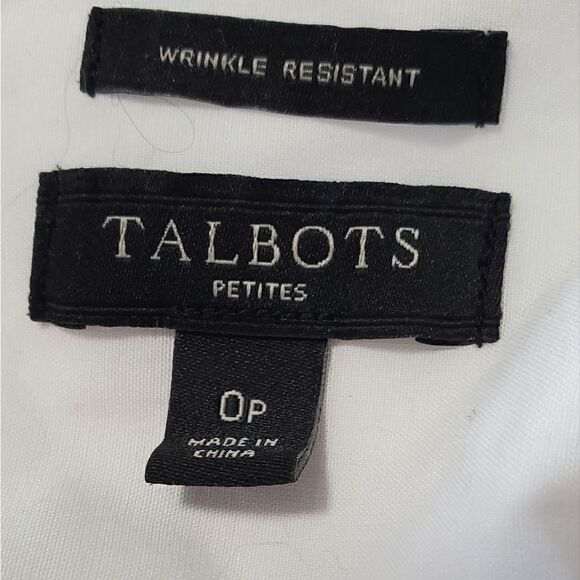 WRINKLE RESISTANT
TALBOTS
PETITES
0P
MADE IN
CHINA